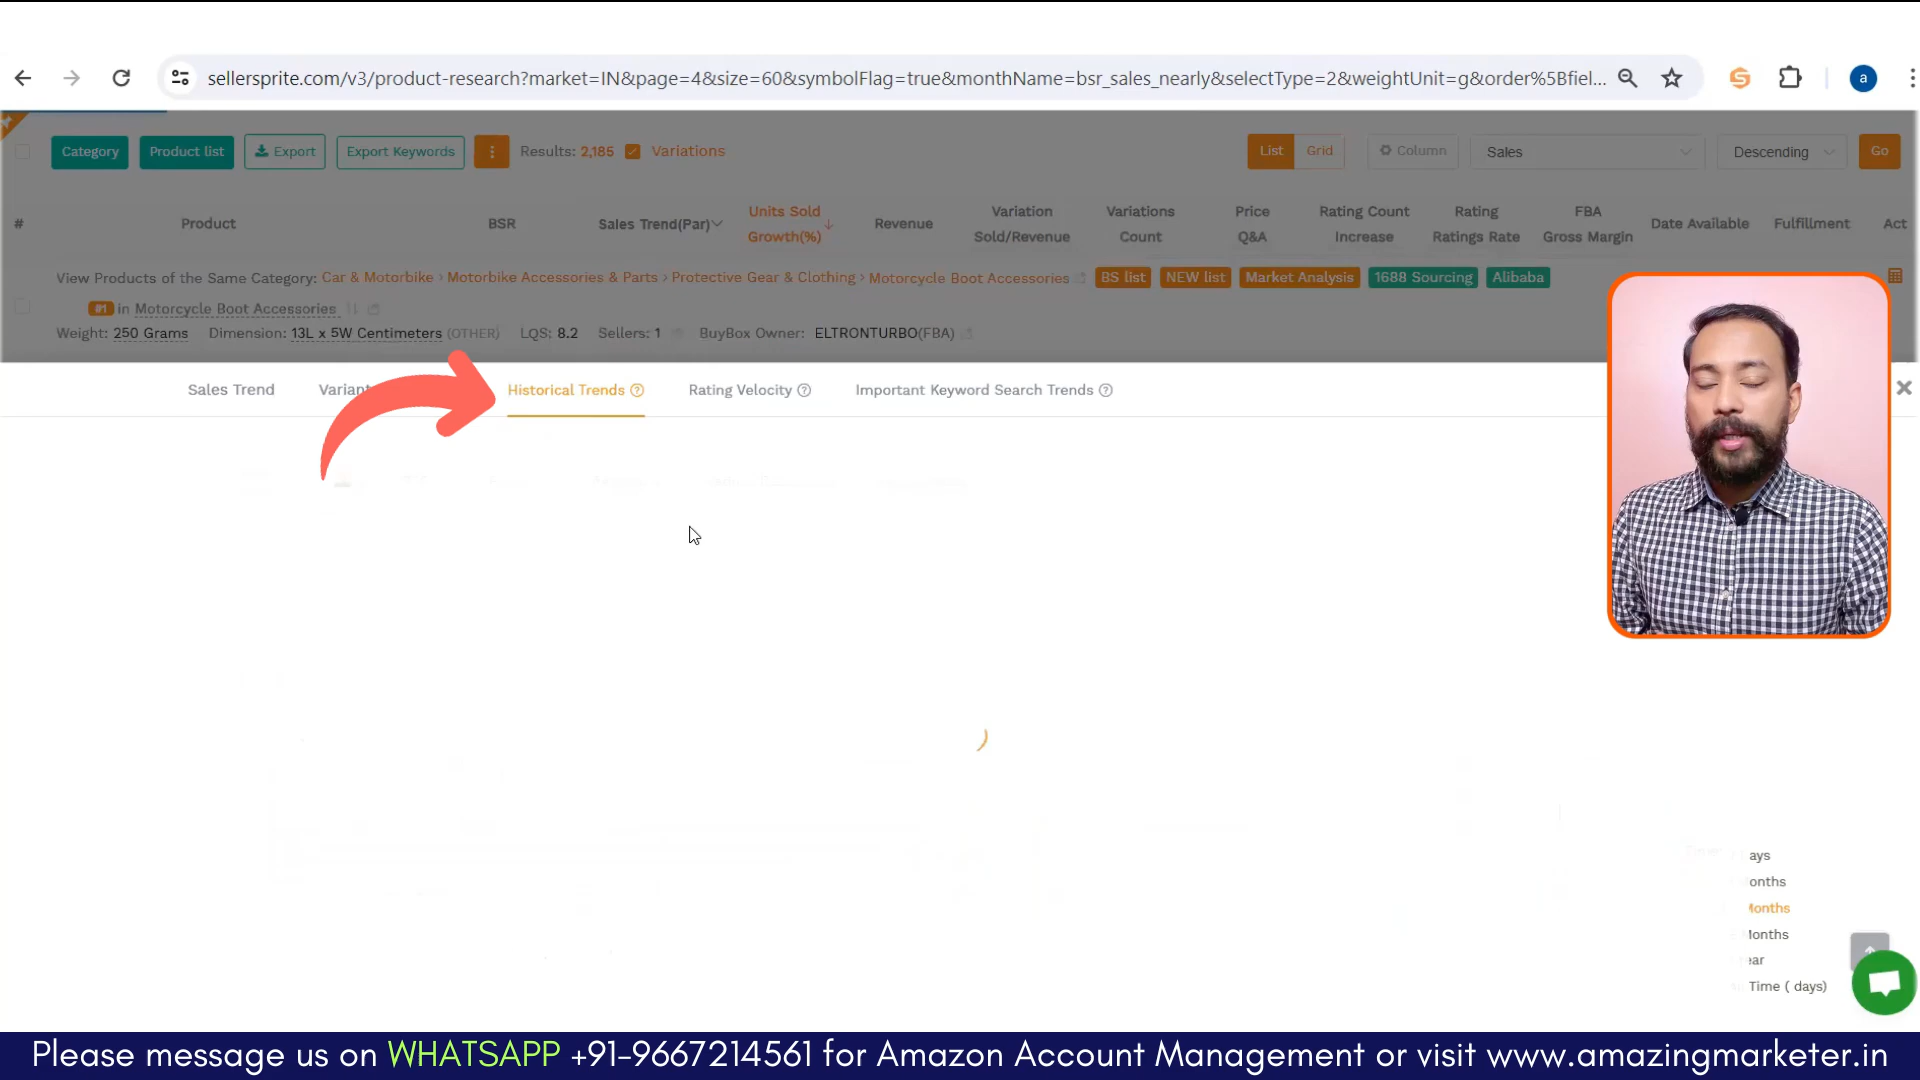 sellersprite.com/v3/product-research?market=IN&page=4&size=60&symbolFlag=true&monthName=bsr_sales_nearly&selectType=2&weightUnit=g&order%5Bfiel...
a
Category Product list Export Export Keywords Results: 2,185 Variations List Grid Column Sales Descending Go
# Product BSR Sales Trend(Par) Units Sold Growth(%) Revenue Variation Sold/Revenue Variations Count Price Q&A Rating Count Increase Rating Ratings Rate FBA Gross Margin Date Available Fulfillment Act
View Products of the Same Category: Car & Motorbike › Motorbike Accessories & Parts › Protective Gear & Clothing › Motorcycle Boot Accessories BS list NEW list Market Analysis 1688 Sourcing Alibaba
#1 in Motorcycle Boot Accessories
Weight: 250 Grams Dimension: 13L x 5W Centimeters (OTHER) LQS: 8.2 Sellers: 1 BuyBox Owner: ELTRONTURBO(FBA)
Sales Trend Variant Historical Trends Rating Velocity Important Keyword Search Trends
ays
onths
Months
Months
ear
Time ( days)
Please message us on WHATSAPP +91-9667214561 for Amazon Account Management or visit www.amazingmarketer.in